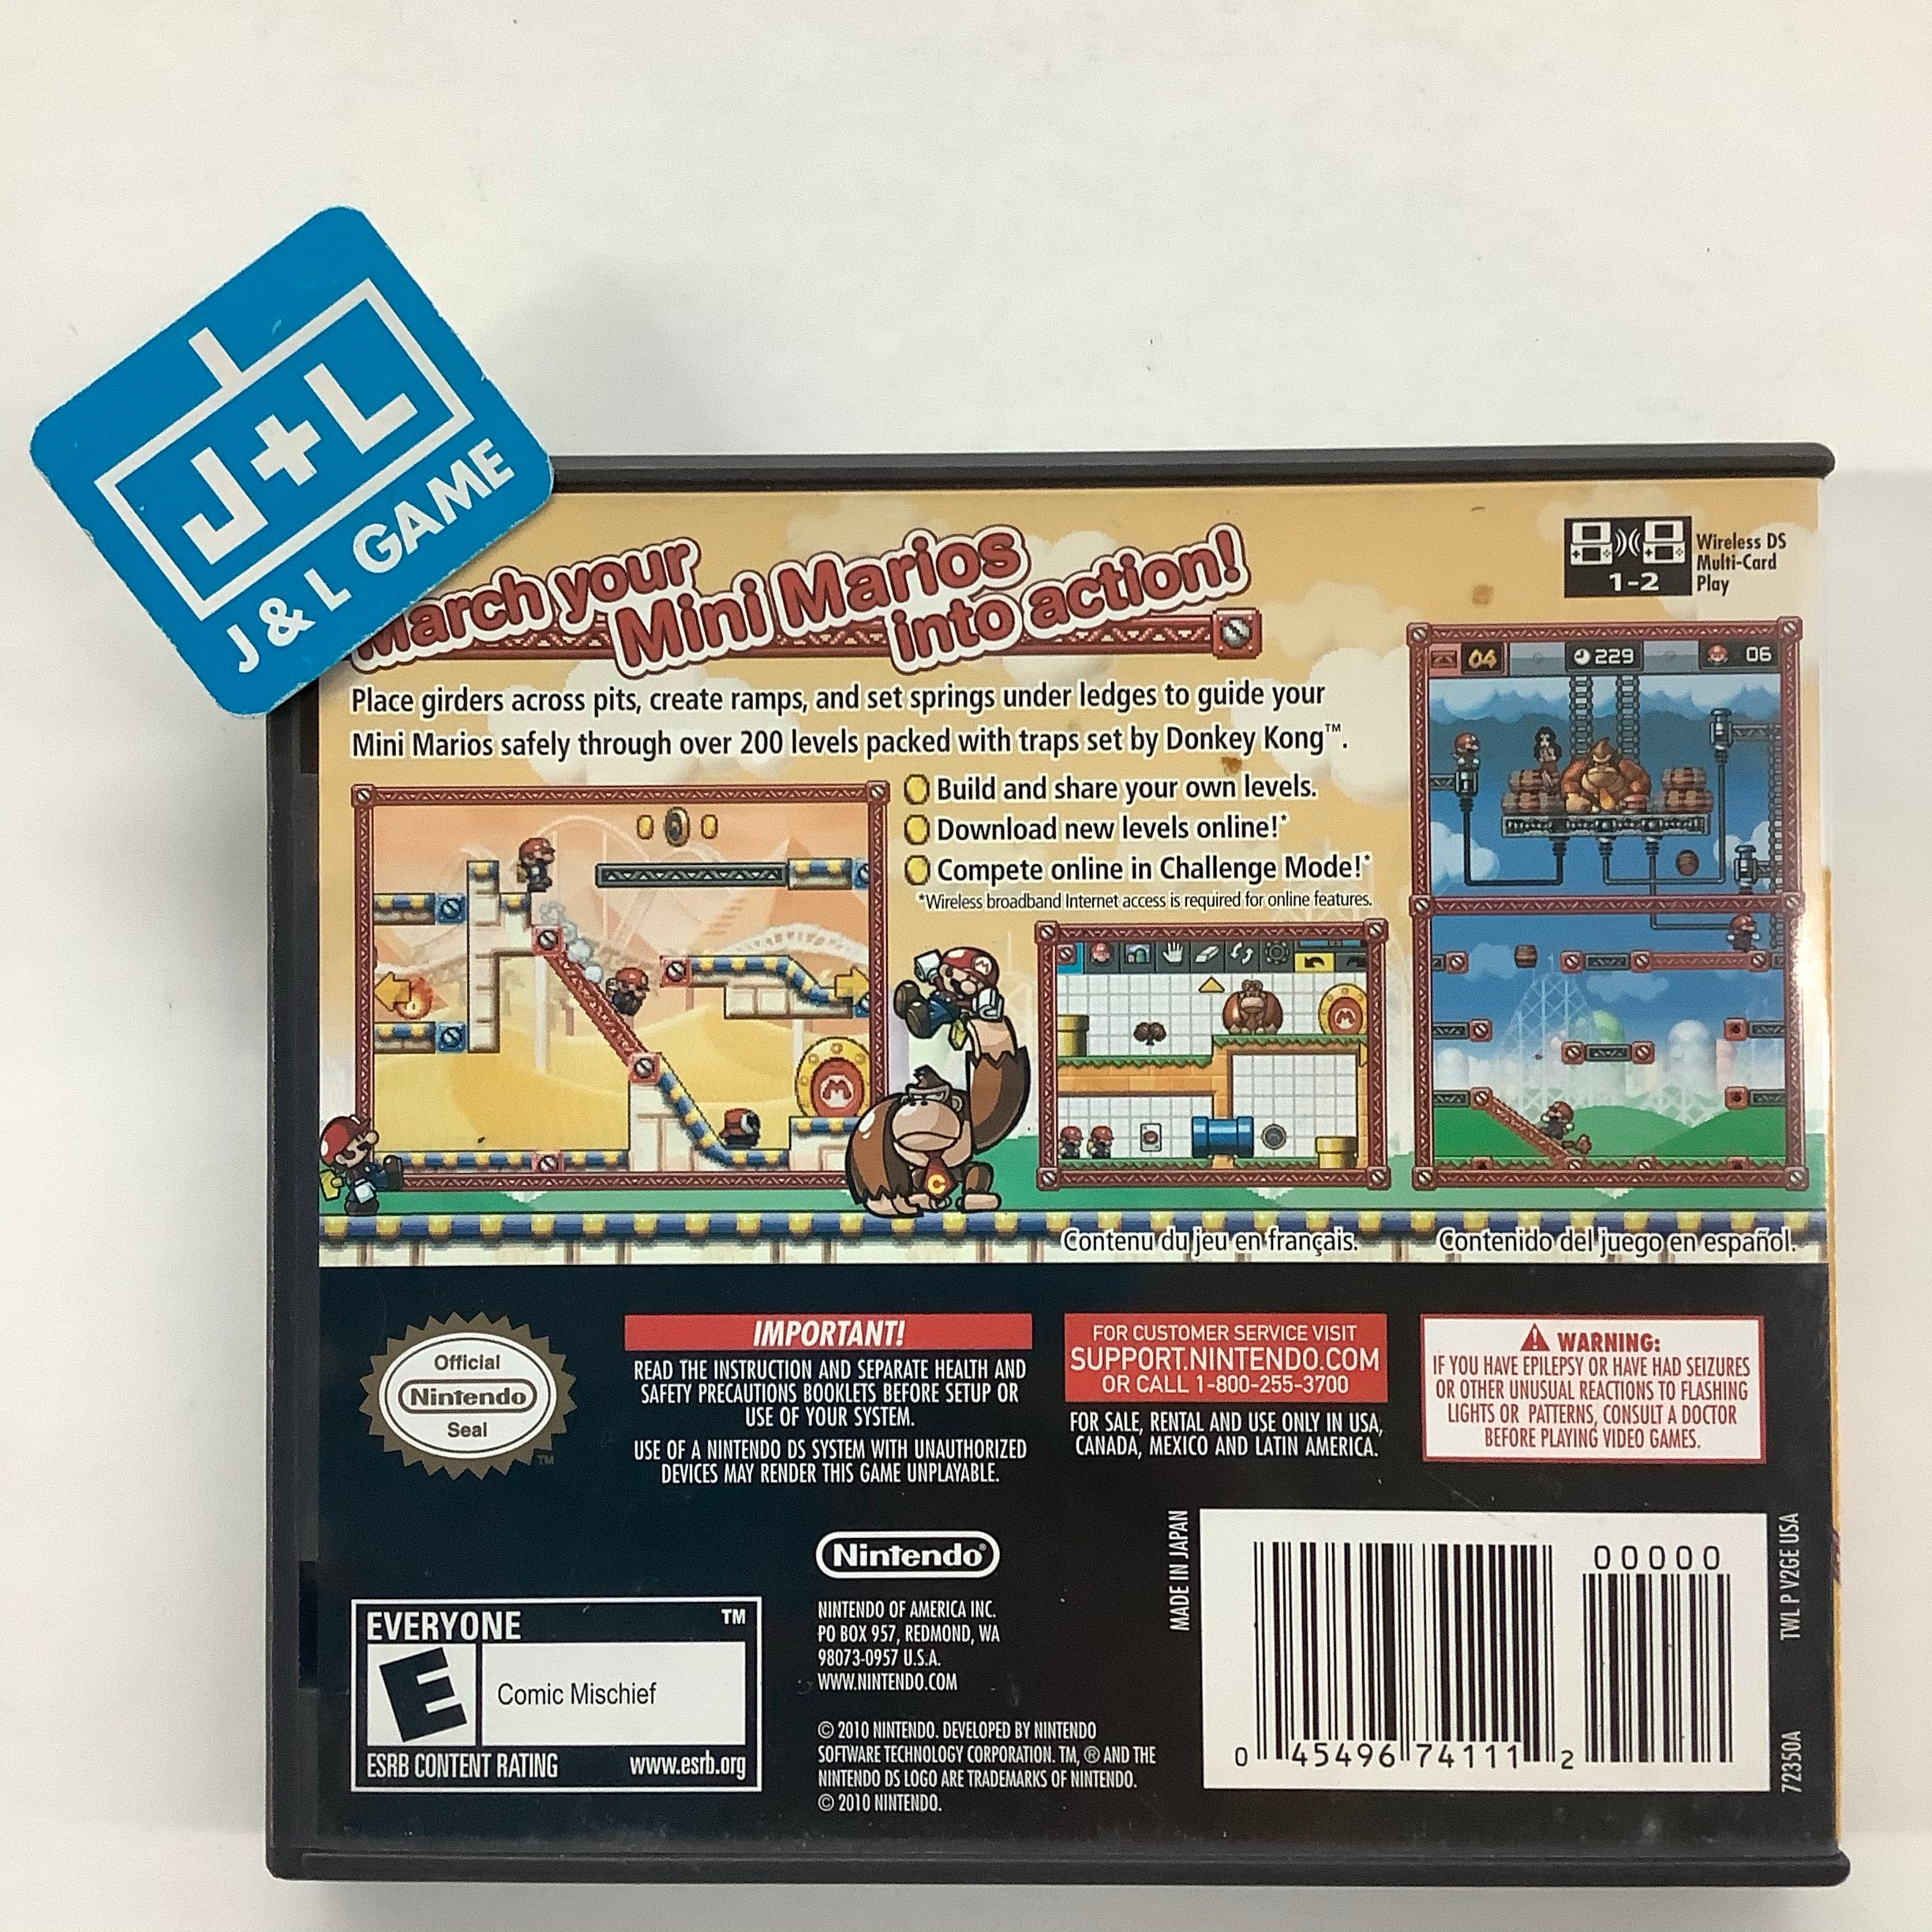 J+L
J & L GAME
March your
Mini Marios
into action!
Wireless DS
Multi-Card
Play
1-2
Place girders across pits, create ramps, and set springs under ledges to guide your
Mini Marios safely through over 200 levels packed with traps set by Donkey Kong™.
Build and share your own levels.
Download new levels online!*
Compete online in Challenge Mode!*
*Wireless broadband Internet access is required for online features.
04 229 06
M
M
C
M
Contenu du jeu en français.
Contenido del juego en español.
Official
Nintendo
Seal
TM
IMPORTANT!
READ THE INSTRUCTION AND SEPARATE HEALTH AND
SAFETY PRECAUTIONS BOOKLETS BEFORE SETUP OR
USE OF YOUR SYSTEM.
USE OF A NINTENDO DS SYSTEM WITH UNAUTHORIZED
DEVICES MAY RENDER THIS GAME UNPLAYABLE.
FOR CUSTOMER SERVICE VISIT
SUPPORT.NINTENDO.COM
OR CALL 1-800-255-3700
FOR SALE, RENTAL AND USE ONLY IN USA,
CANADA, MEXICO AND LATIN AMERICA.
WARNING:
IF YOU HAVE EPILEPSY OR HAVE HAD SEIZURES
OR OTHER UNUSUAL REACTIONS TO FLASHING
LIGHTS OR PATTERNS, CONSULT A DOCTOR
BEFORE PLAYING VIDEO GAMES.
EVERYONE TM
E
Comic Mischief
ESRB CONTENT RATING www.esrb.org
Nintendo®
NINTENDO OF AMERICA INC.
PO BOX 957, REDMOND, WA
98073-0957 U.S.A.
WWW.NINTENDO.COM
© 2010 NINTENDO. DEVELOPED BY NINTENDO
SOFTWARE TECHNOLOGY CORPORATION. TM, ® AND THE
NINTENDO DS LOGO ARE TRADEMARKS OF NINTENDO.
© 2010 NINTENDO.
MADE IN JAPAN
00000
0 45496 74111 2
TWL P V2GE USA
72350A